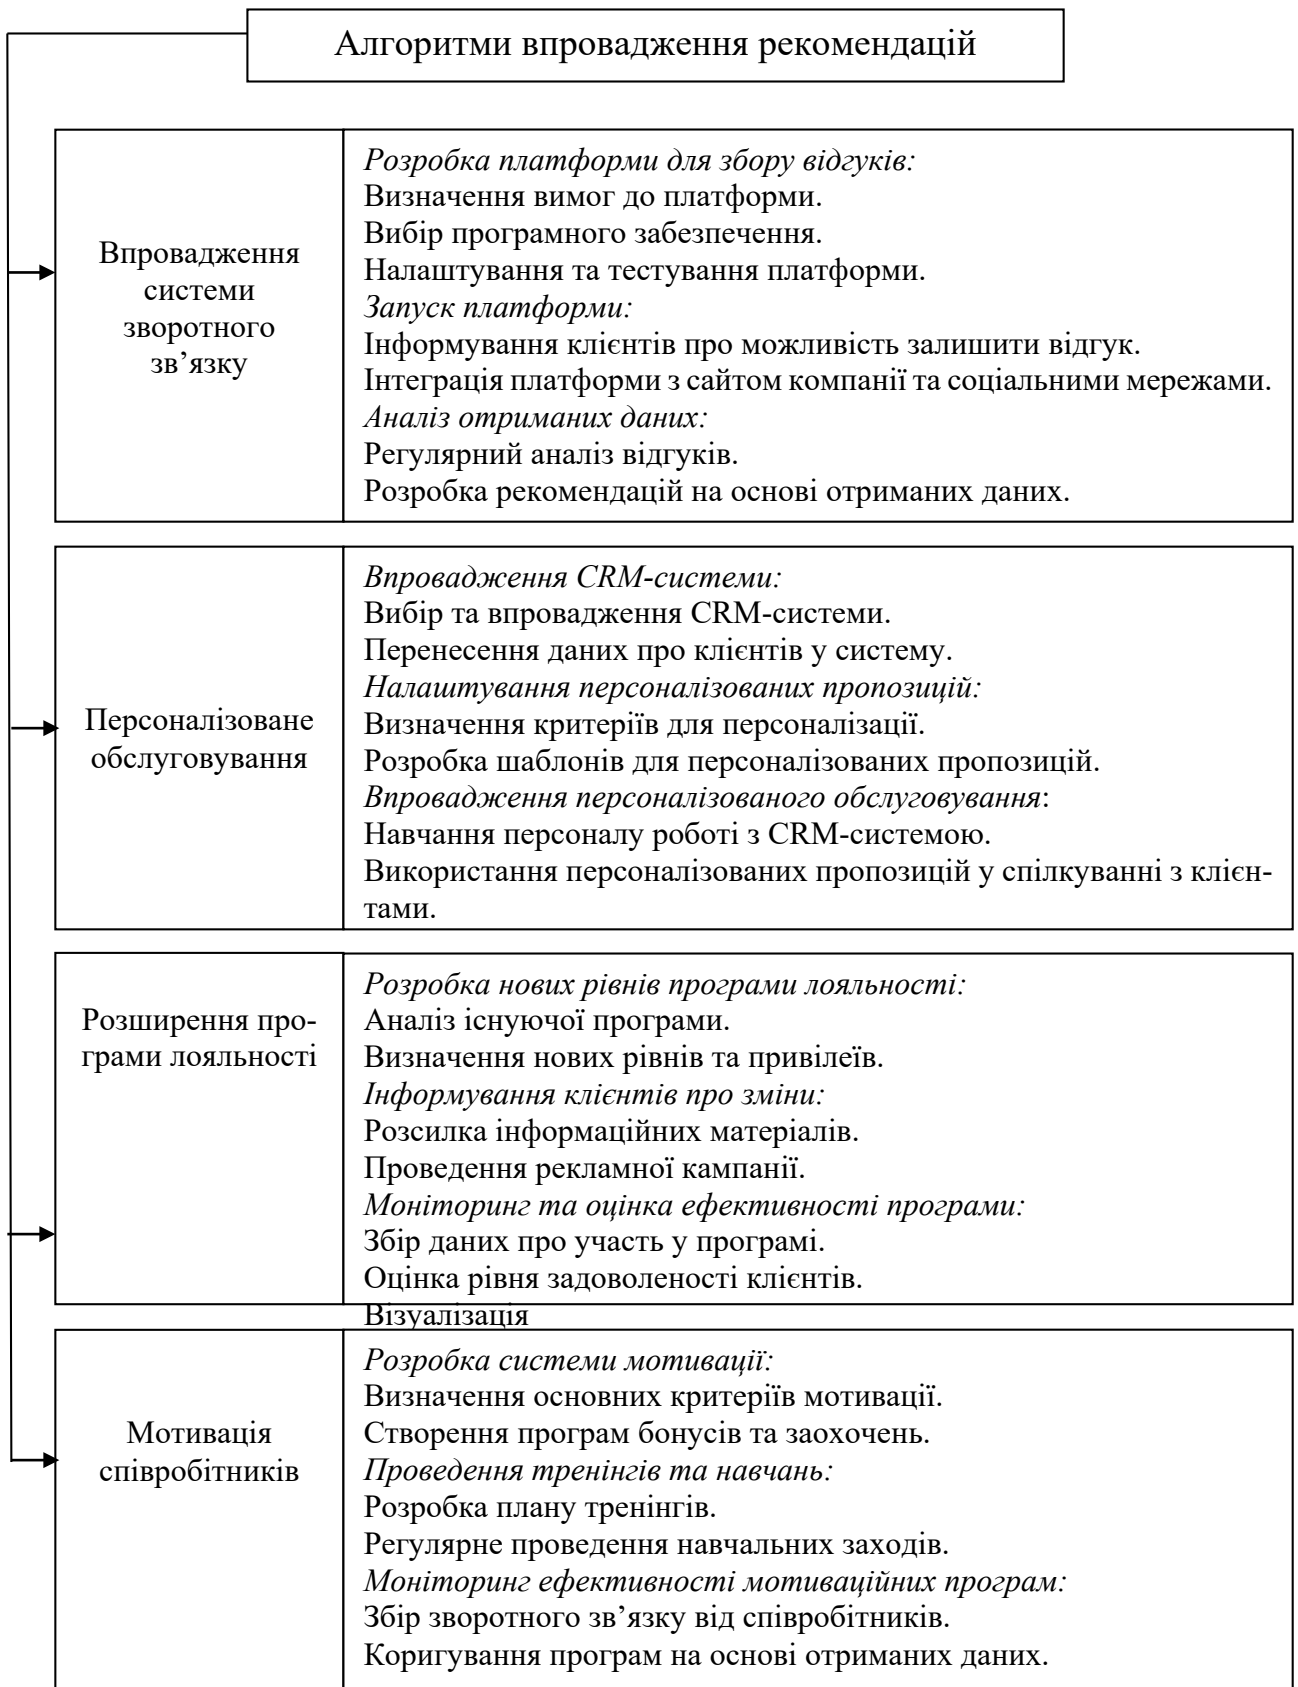 Алгоритми впровадження рекомендацій
Впровадження
системи
зворотного
зв’язку
Розробка платформи для збору відгуків:
Визначення вимог до платформи.
Вибір програмного забезпечення.
Налаштування та тестування платформи.
Запуск платформи:
Інформування клієнтів про можливість залишити відгук.
Інтеграція платформи з сайтом компанії та соціальними мережами.
Аналіз отриманих даних:
Регулярний аналіз відгуків.
Розробка рекомендацій на основі отриманих даних.
Персоналізоване
обслуговування
Впровадження CRM-системи:
Вибір та впровадження CRM-системи.
Перенесення даних про клієнтів у систему.
Налаштування персоналізованих пропозицій:
Визначення критеріїв для персоналізації.
Розробка шаблонів для персоналізованих пропозицій.
Впровадження персоналізованого обслуговування:
Навчання персоналу роботі з CRM-системою.
Використання персоналізованих пропозицій у спілкуванні з клієн-
тами.
Розширення про-
грами лояльності
Розробка нових рівнів програми лояльності:
Аналіз існуючої програми.
Визначення нових рівнів та привілеїв.
Інформування клієнтів про зміни:
Розсилка інформаційних матеріалів.
Проведення рекламної кампанії.
Моніторинг та оцінка ефективності програми:
Збір даних про участь у програмі.
Оцінка рівня задоволеності клієнтів.
Візуалізація
Мотивація
співробітників
Розробка системи мотивації:
Визначення основних критеріїв мотивації.
Створення програм бонусів та заохочень.
Проведення тренінгів та навчань:
Розробка плану тренінгів.
Регулярне проведення навчальних заходів.
Моніторинг ефективності мотиваційних програм:
Збір зворотного зв’язку від співробітників.
Коригування програм на основі отриманих даних.